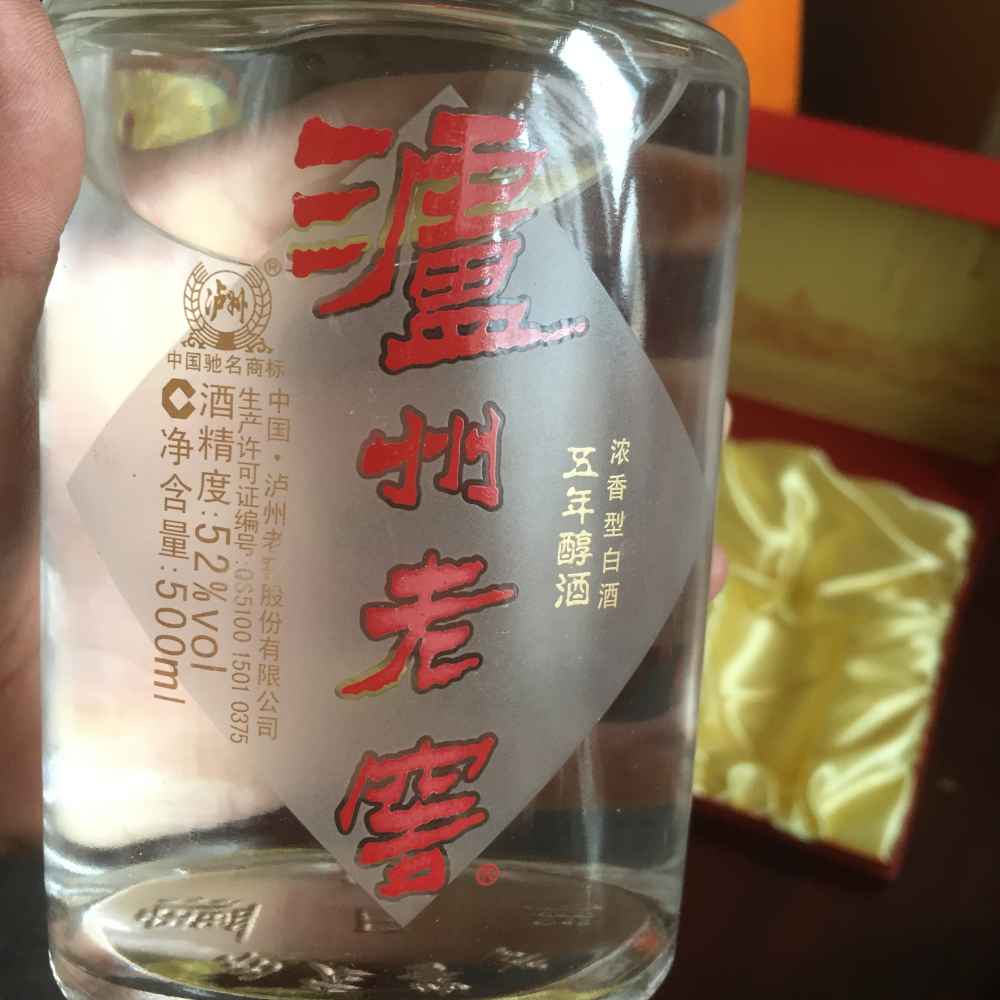 瀘州老窖
®
浓香型白酒
五年醇酒
泸州
®
中国驰名商标
中国·泸州老窖股份有限公司
生产许可证编号:QS5100 1501 0375
酒精度:52%vol
净含量:500ml